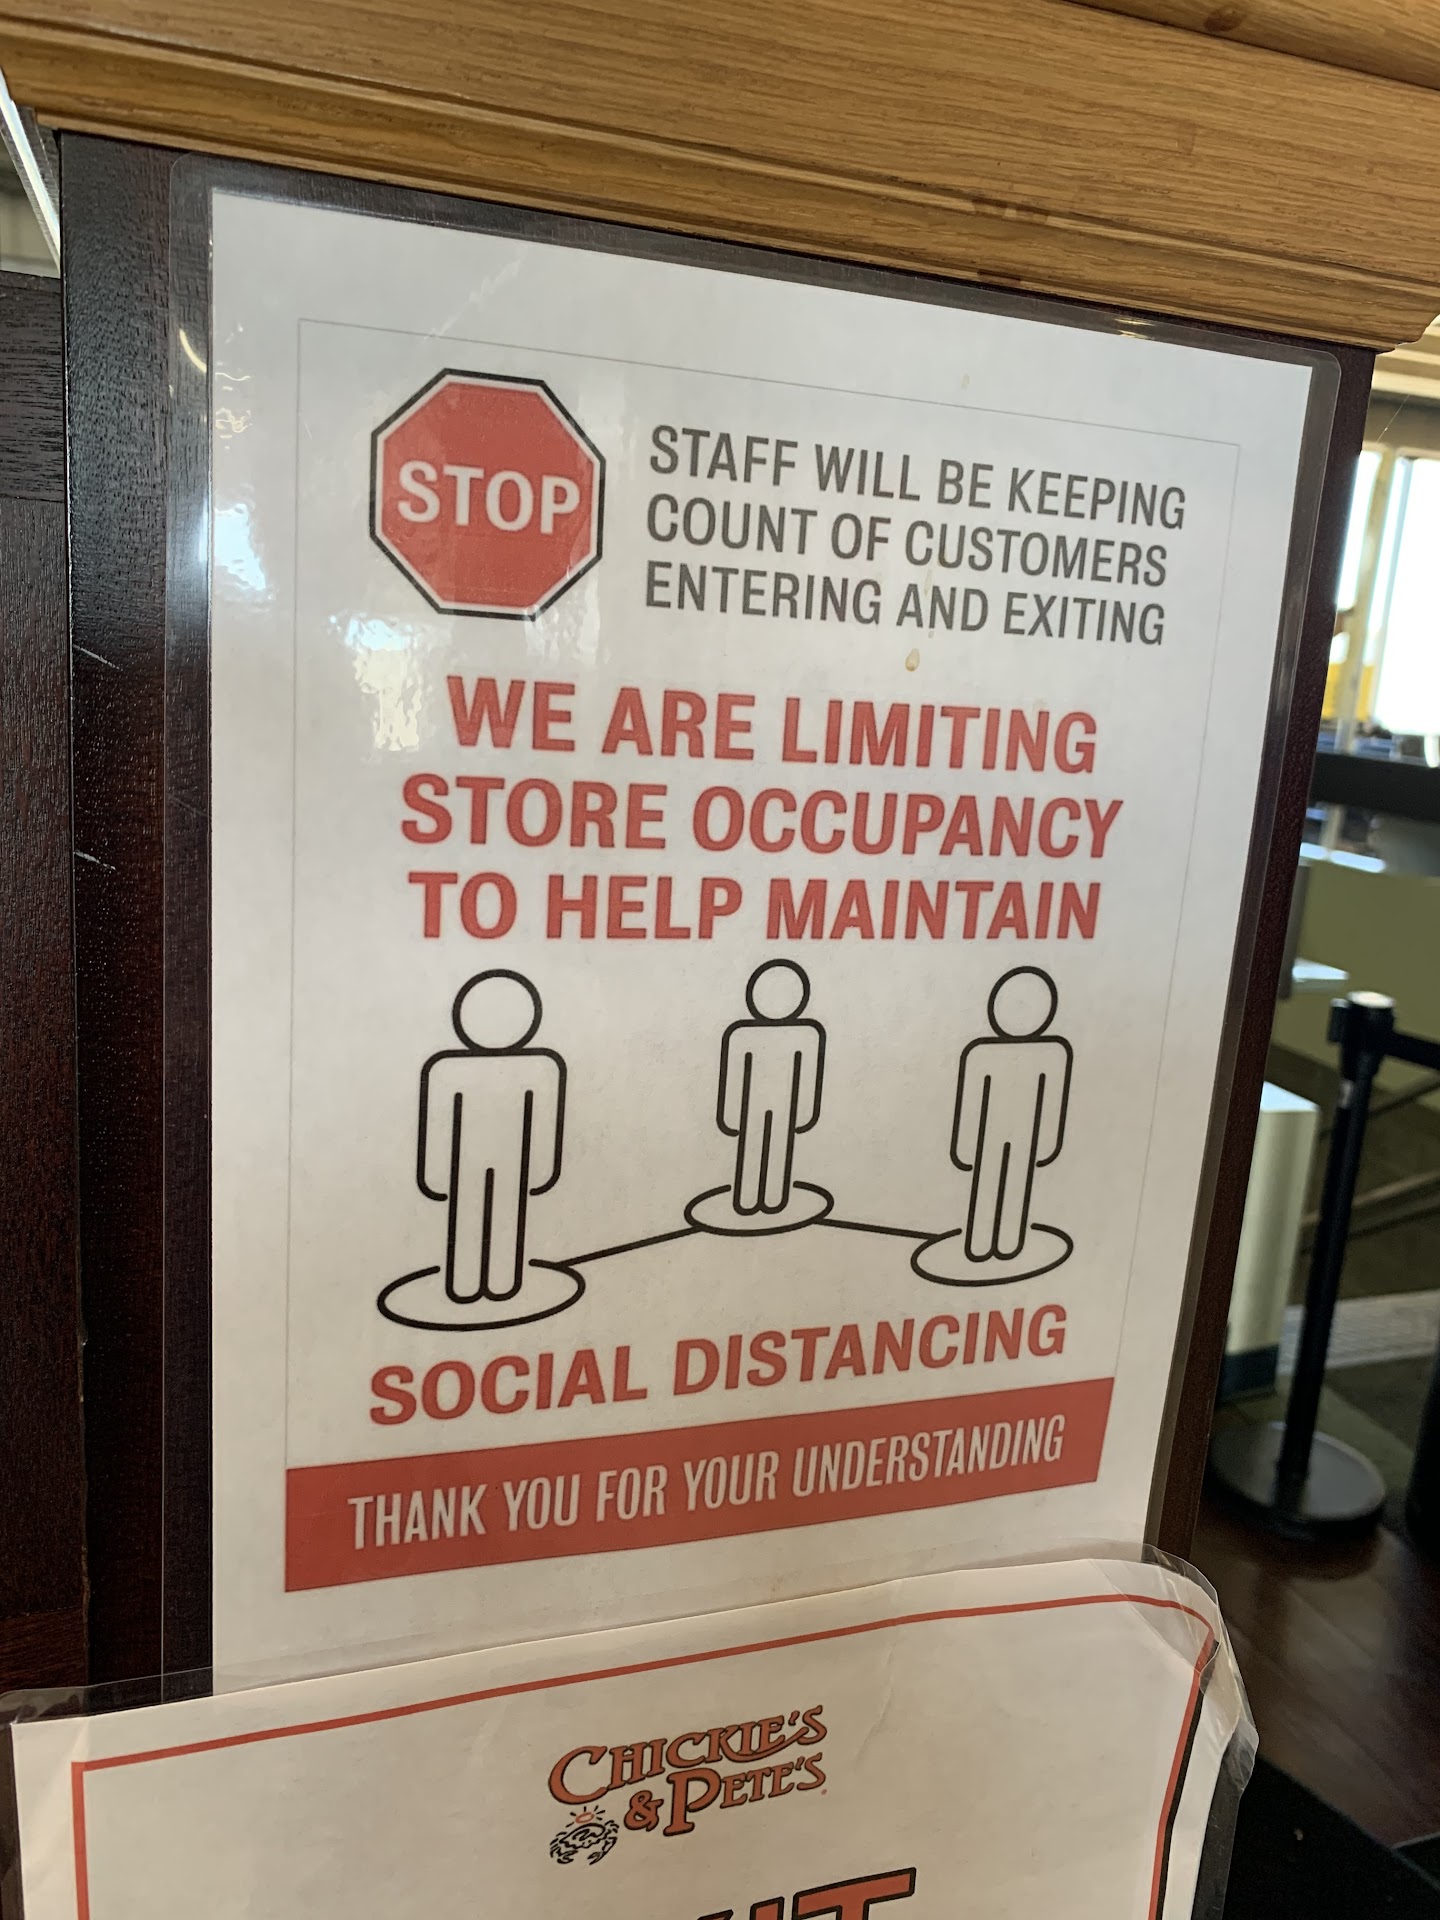 STOP
STAFF WILL BE KEEPING
COUNT OF CUSTOMERS
ENTERING AND EXITING
WE ARE LIMITING
STORE OCCUPANCY
TO HELP MAINTAIN
SOCIAL DISTANCING
THANK YOU FOR YOUR UNDERSTANDING
CHICKIE'S
& PETE'S